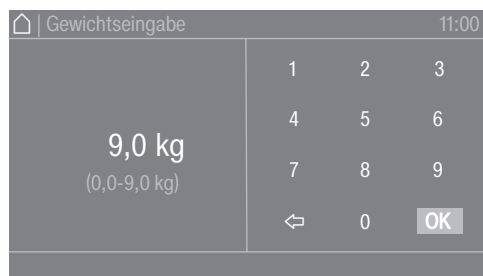 | Gewichtseingabe 11:00
1 2 3
4 5 6
9,0 kg
(0,0-9,0 kg)
7 8 9
0 OK